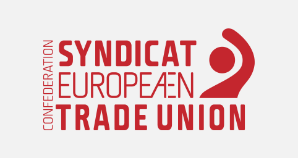 CONFEDERATION
SYNDICAT
EUROPEÆN
TRADE UNION